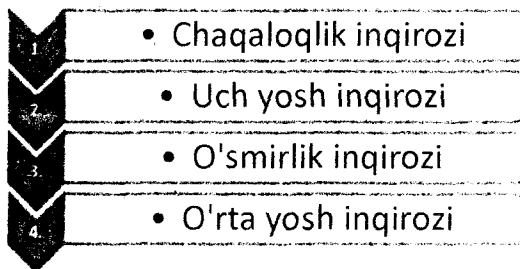 1. • Chaqaloqlik inqirozi
2. • Uch yosh inqirozi
3. • O'smirlik inqirozi
4. • O'rta yosh inqirozi